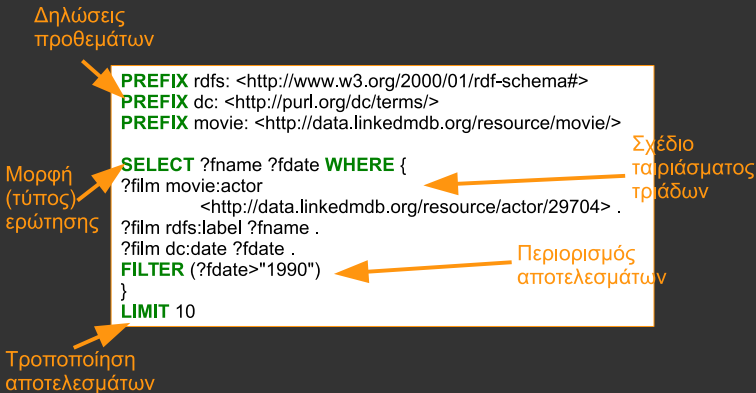 Δηλώσεις
προθεμάτων
PREFIX rdfs: <http://www.w3.org/2000/01/rdf-schema#>
PREFIX dc: <http://purl.org/dc/terms/>
PREFIX movie: <http://data.linkedmdb.org/resource/movie/>
Μορφή
(τύπος)
ερώτησης
SELECT ?fname ?fdate WHERE {
?film movie:actor
<http://data.linkedmdb.org/resource/actor/29704> .
?film rdfs:label ?fname .
?film dc:date ?fdate .
FILTER (?fdate>"1990")
}
LIMIT 10
Σχέδιο
ταιριάσματος
τριάδων
Περιορισμός
αποτελεσμάτων
Τροποποίηση
αποτελεσμάτων